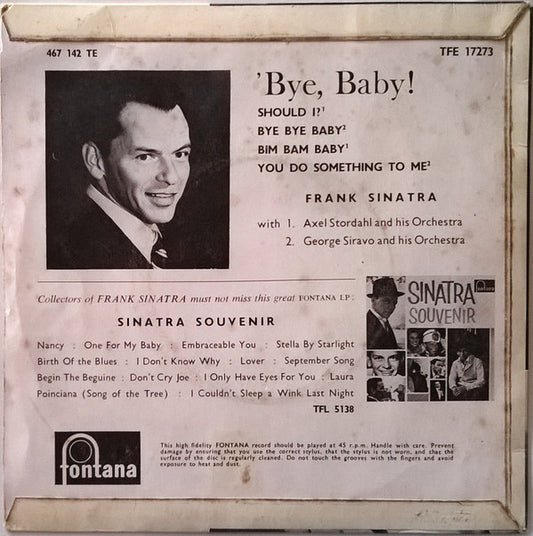 467 142 TE
TFE 17273
'Bye, Baby!
SHOULD I?¹
BYE BYE BABY²
BIM BAM BABY¹
YOU DO SOMETHING TO ME²
FRANK SINATRA
with 1. Axel Stordahl and his Orchestra
2. George Siravo and his Orchestra
Collectors of FRANK SINATRA must not miss this great FONTANA LP:
SINATRA SOUVENIR
Nancy : One For My Baby : Embraceable You : Stella By Starlight
Birth Of the Blues : I Don't Know Why : Lover : September Song
Begin The Beguine : Don't Cry Joe : I Only Have Eyes For You : Laura
Poinciana (Song of the Tree) : I Couldn't Sleep a Wink Last Night
TFL 5138
fontana
SINATRA
SOUVENIR
fontana
This high fidelity FONTANA record should be played at 45 r.p.m. Handle with care. Prevent
damage by ensuring that you use the correct stylus, that the stylus is not worn, and that the
surface of the disc is regularly cleaned. Do not touch the grooves with the fingers and avoid
exposure to heat and dust.